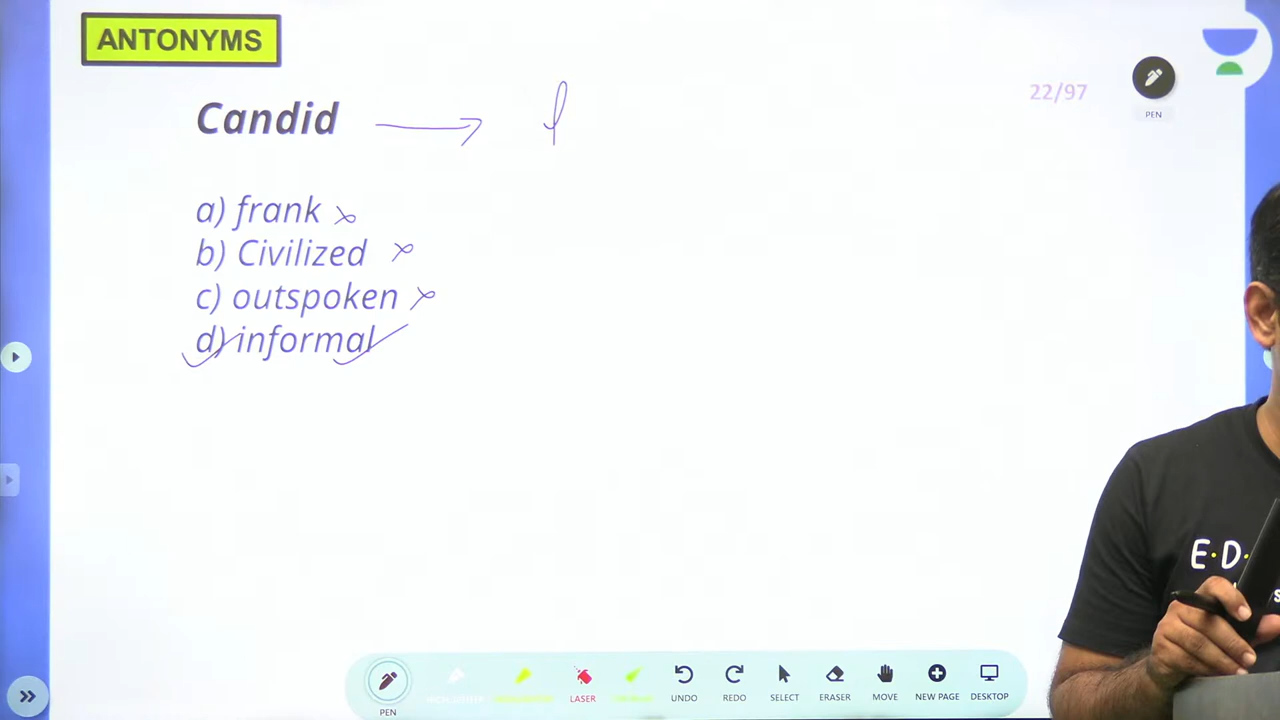 ANTONYMS
Candid
22/97
PEN
a) frank
b) Civilized
c) outspoken
d) informal
E·D·
PEN
LASER
UNDO
REDO
SELECT
ERASER
MOVE
NEW PAGE
DESKTOP